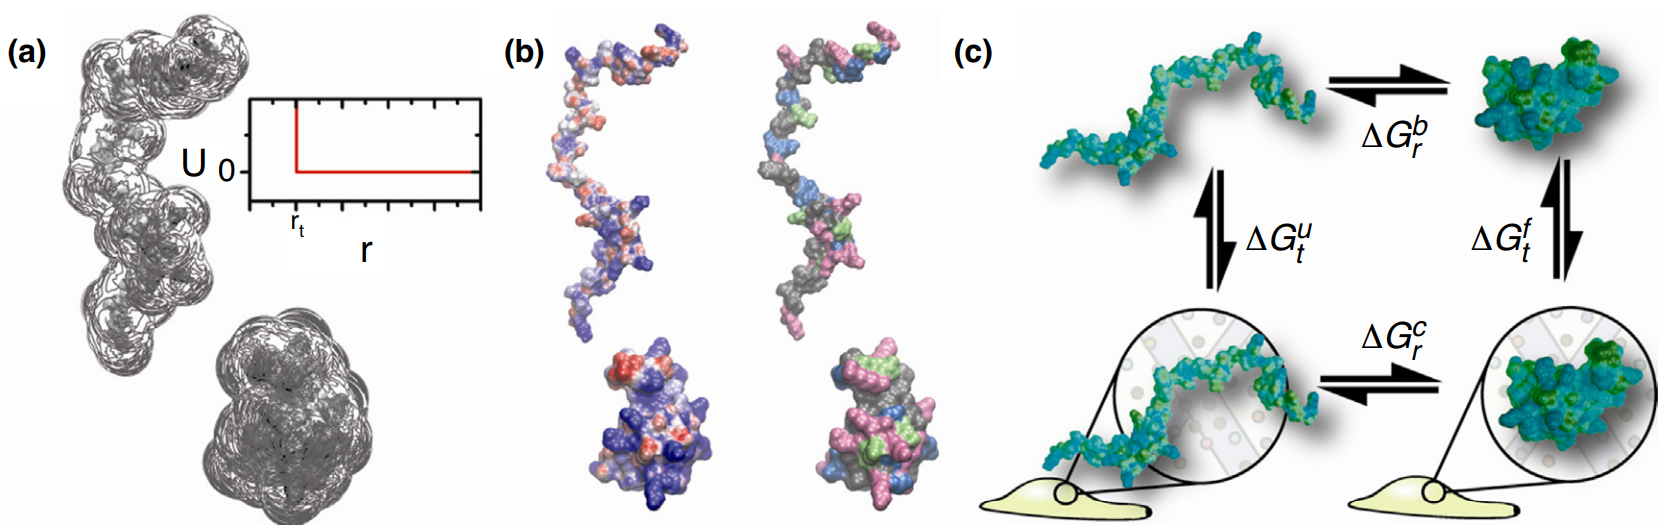 (a)
U 0
r_t
r
(b)
(c)
ΔG_r^b
ΔG_t^u
ΔG_t^f
ΔG_r^c